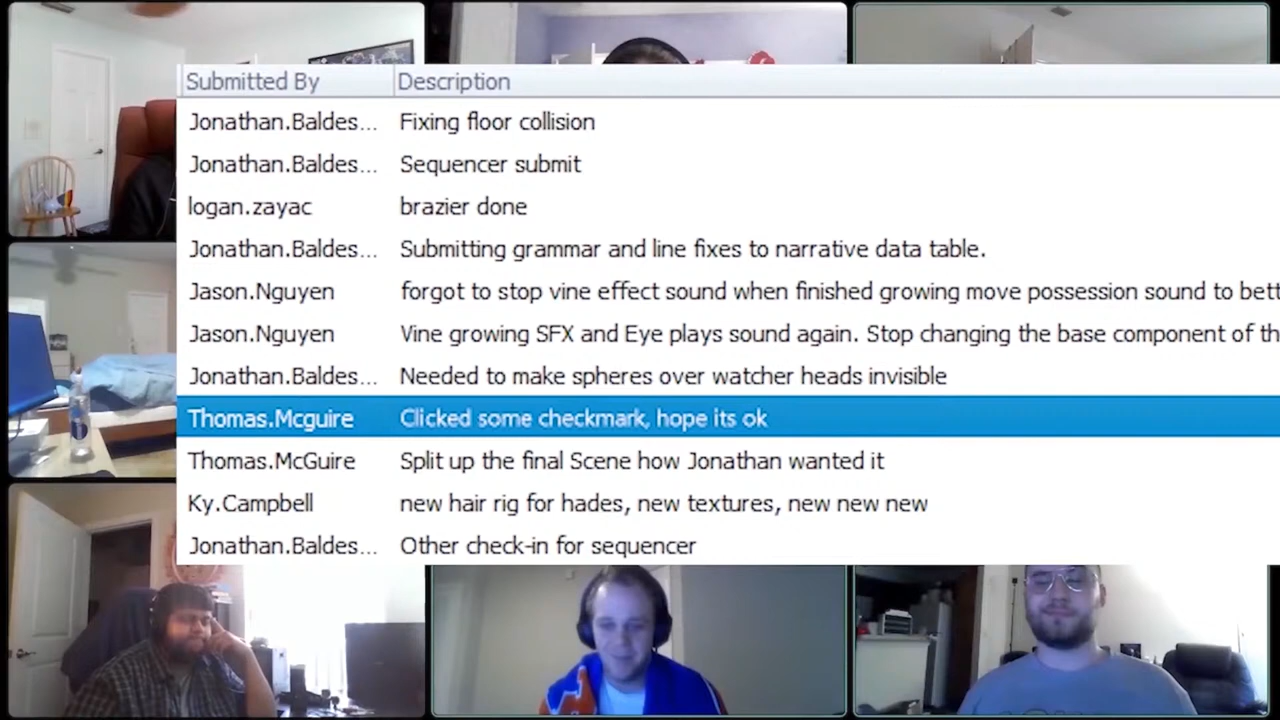 Submitted By Description
Jonathan.Baldes... Fixing floor collision
Jonathan.Baldes... Sequencer submit
logan.zayac brazier done
Jonathan.Baldes... Submitting grammar and line fixes to narrative data table.
Jason.Nguyen forgot to stop vine effect sound when finished growing move possession sound to bett
Jason.Nguyen Vine growing SFX and Eye plays sound again. Stop changing the base component of th
Jonathan.Baldes... Needed to make spheres over watcher heads invisible
Thomas.Mcguire Clicked some checkmark, hope its ok
Thomas.McGuire Split up the final Scene how Jonathan wanted it
Ky.Campbell new hair rig for hades, new textures, new new new
Jonathan.Baldes... Other check-in for sequencer